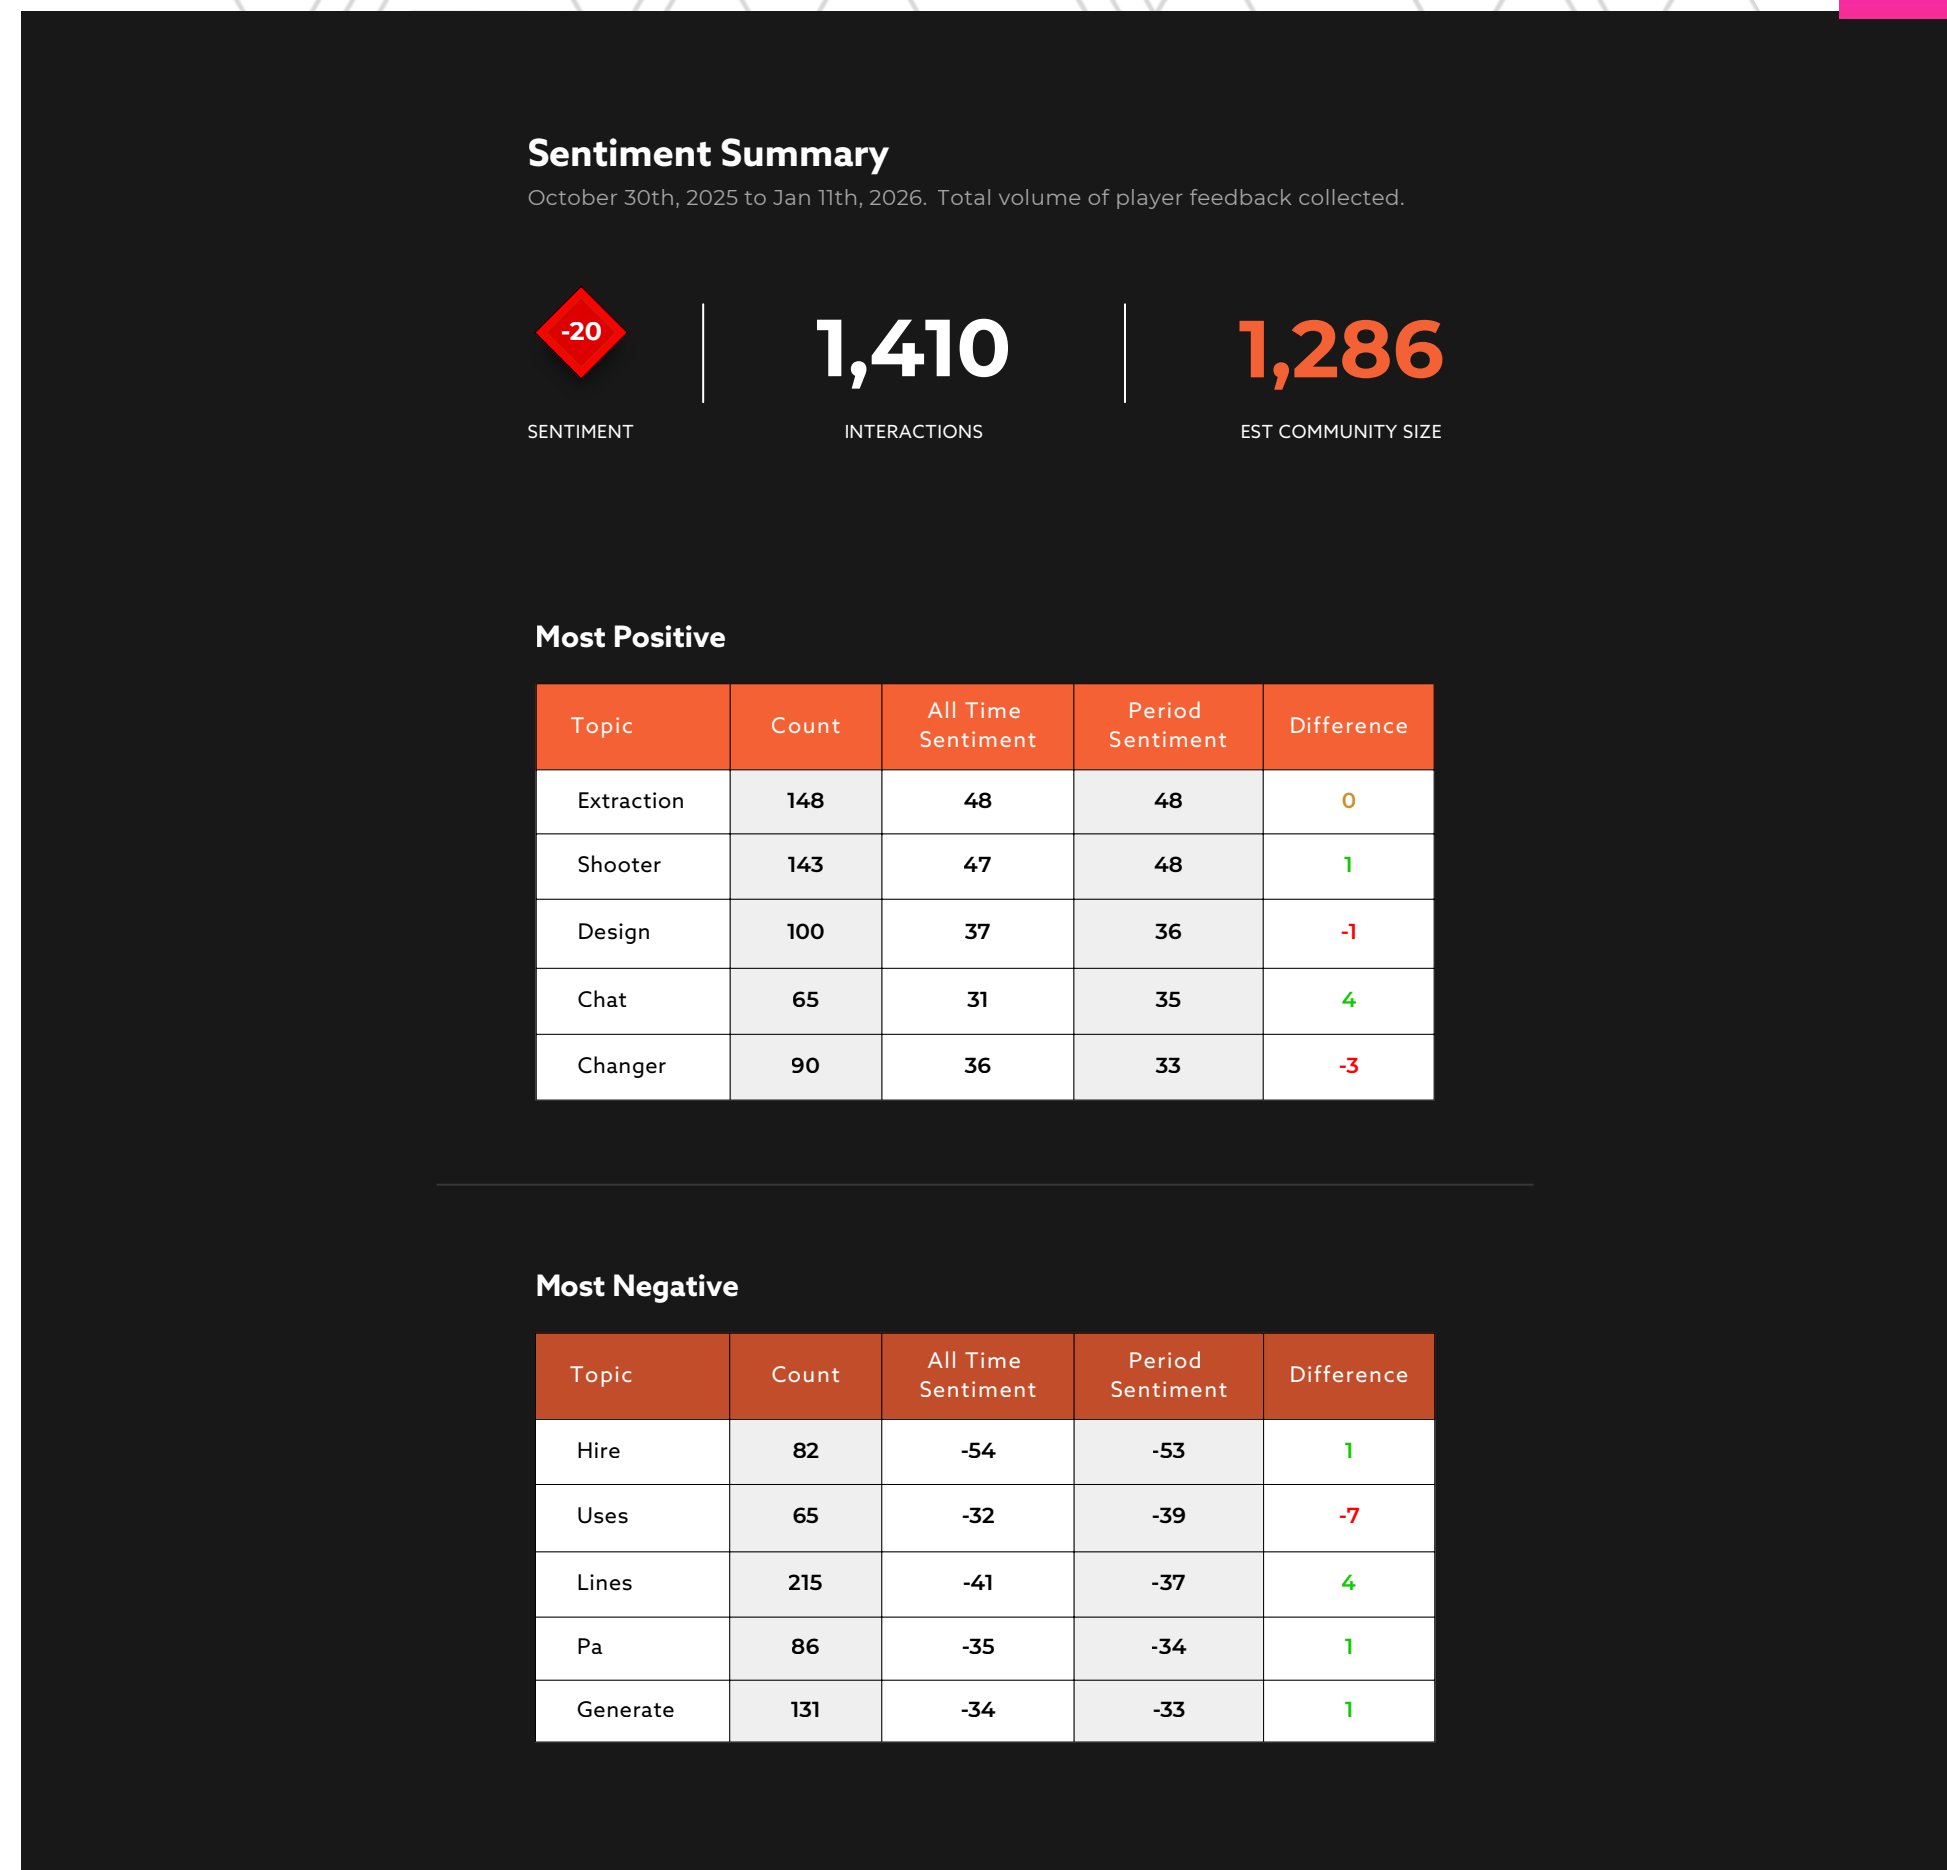 Sentiment Summary
October 30th, 2025 to Jan 11th, 2026. Total volume of player feedback collected.
-20 1,410 1,286
SENTIMENT INTERACTIONS EST COMMUNITY SIZE
Most Positive
Topic Count All Time Sentiment Period Sentiment Difference
Extraction 148 48 48 0
Shooter 143 47 48 1
Design 100 37 36 -1
Chat 65 31 35 4
Changer 90 36 33 -3
Most Negative
Topic Count All Time Sentiment Period Sentiment Difference
Hire 82 -54 -53 1
Uses 65 -32 -39 -7
Lines 215 -41 -37 4
Pa 86 -35 -34 1
Generate 131 -34 -33 1